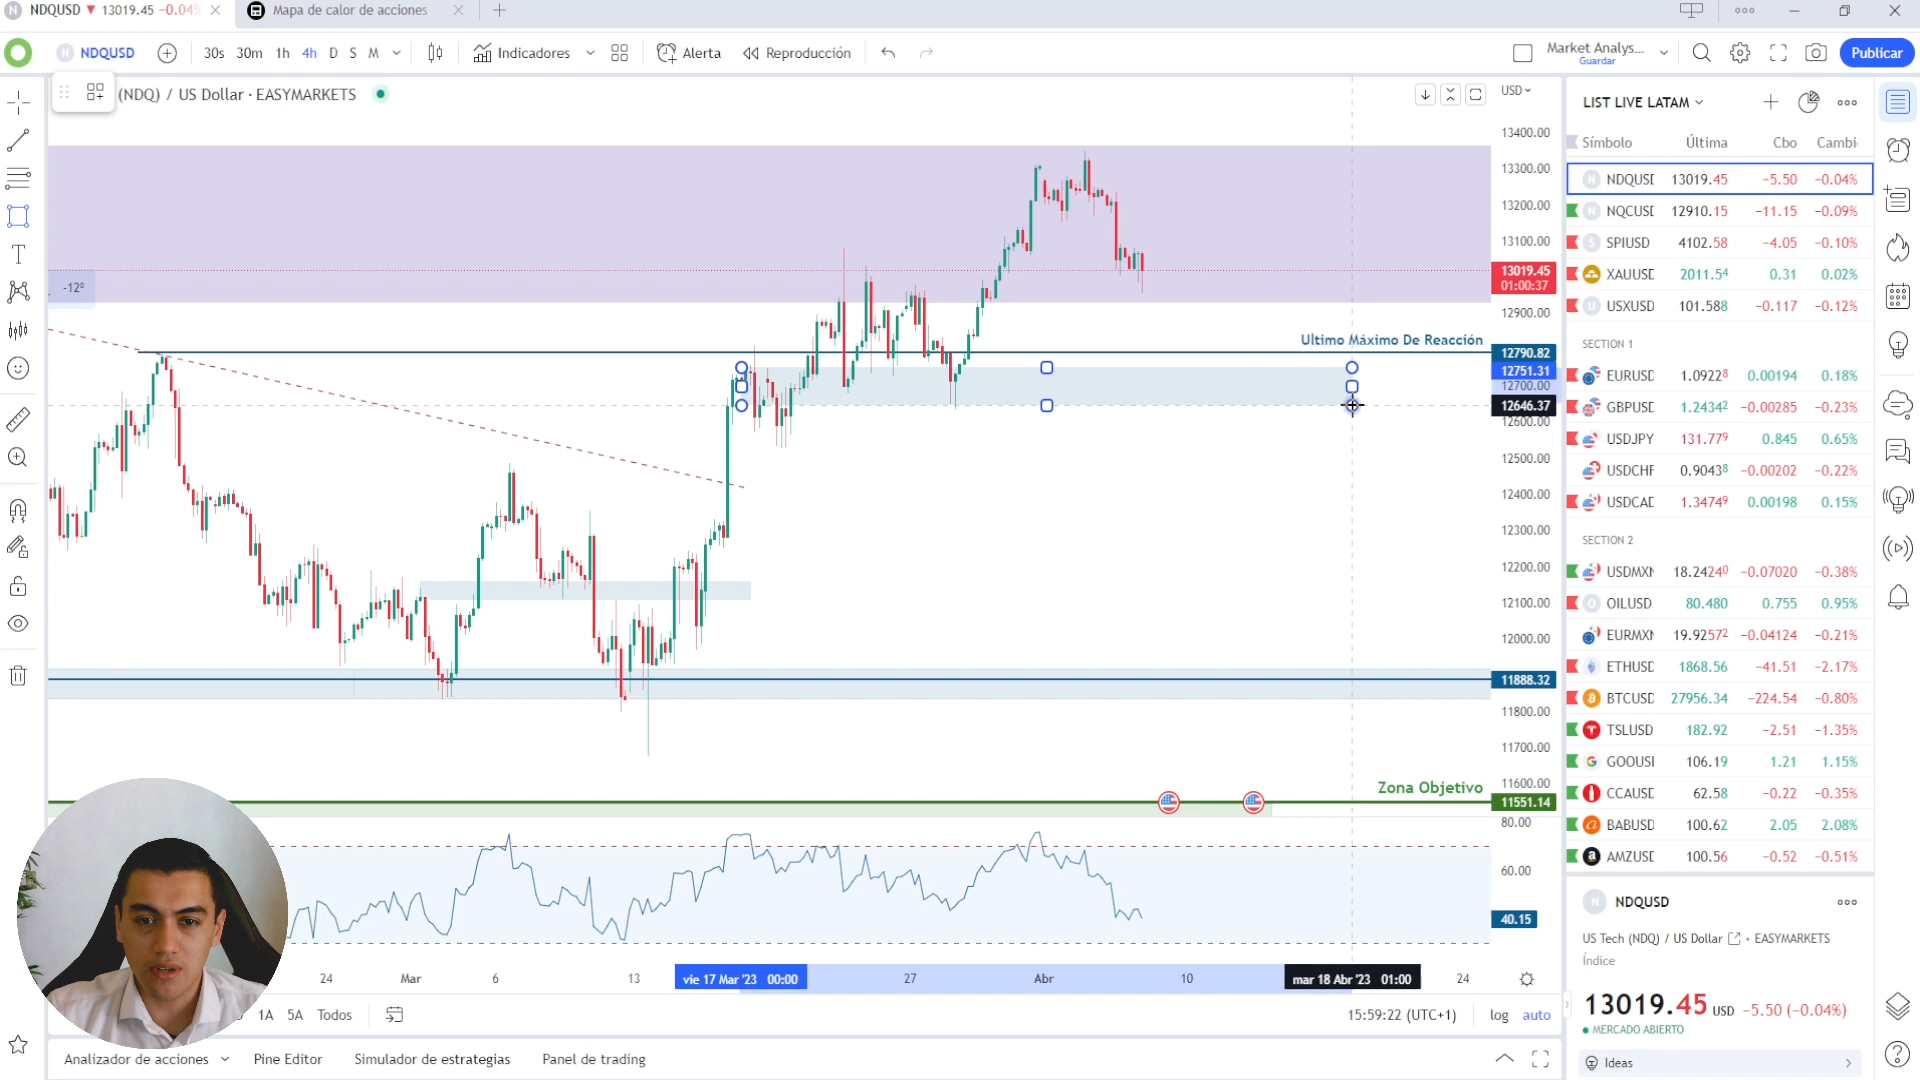 NDQUSD 13019.45 −0.04%
Mapa de calor de acciones
NDQUSD 30s 30m 1h 4h D S M Indicadores Alerta Reproducción Market Analys... Guardar Publicar
(NDQ) / US Dollar · EASYMARKETS
USD
13400.00
13300.00
13200.00
13100.00
13019.45
01:00:37
12900.00
-12º
Ultimo Máximo De Reacción
12790.82
12751.31
12700.00
12646.37
12600.00
12500.00
12400.00
12300.00
12200.00
12100.00
12000.00
11888.32
11800.00
11700.00
11600.00
Zona Objetivo
11551.14
80.00
60.00
40.15
24 Mar 6 13 vie 17 Mar '23 00:00 27 Abr 10 mar 18 Abr '23 01:00 24
1A 5A Todos
15:59:22 (UTC+1) log auto
Analizador de acciones Pine Editor Simulador de estrategias Panel de trading
LIST LIVE LATAM
Símbolo Última Cbo Cambi
NDQUSD 13019.45 −5.50 −0.04%
NQCUSD 12910.15 −11.15 −0.09%
SPIUSD 4102.58 −4.05 −0.10%
XAUUSD 2011.54 0.31 0.02%
USXUSD 101.588 −0.117 −0.12%
SECTION 1
EURUSD 1.09228 0.00194 0.18%
GBPUSD 1.24342 −0.00285 −0.23%
USDJPY 131.779 0.845 0.65%
USDCHF 0.90438 −0.00202 −0.22%
USDCAD 1.34749 0.00198 0.15%
SECTION 2
USDMXN 18.24240 −0.07020 −0.38%
OILUSD 80.480 0.755 0.95%
EURMXN 19.92572 −0.04124 −0.21%
ETHUSD 1868.56 −41.51 −2.17%
BTCUSD 27956.34 −224.54 −0.80%
TSLUSD 182.92 −2.51 −1.35%
GOOUSI 106.19 1.21 1.15%
CCAUSD 62.58 −0.22 −0.35%
BABUSD 100.62 2.05 2.08%
AMZUSD 100.56 −0.52 −0.51%
NDQUSD
US Tech (NDQ) / US Dollar • EASYMARKETS
Índice
13019.45 USD −5.50 (−0.04%)
MERCADO ABIERTO
Ideas